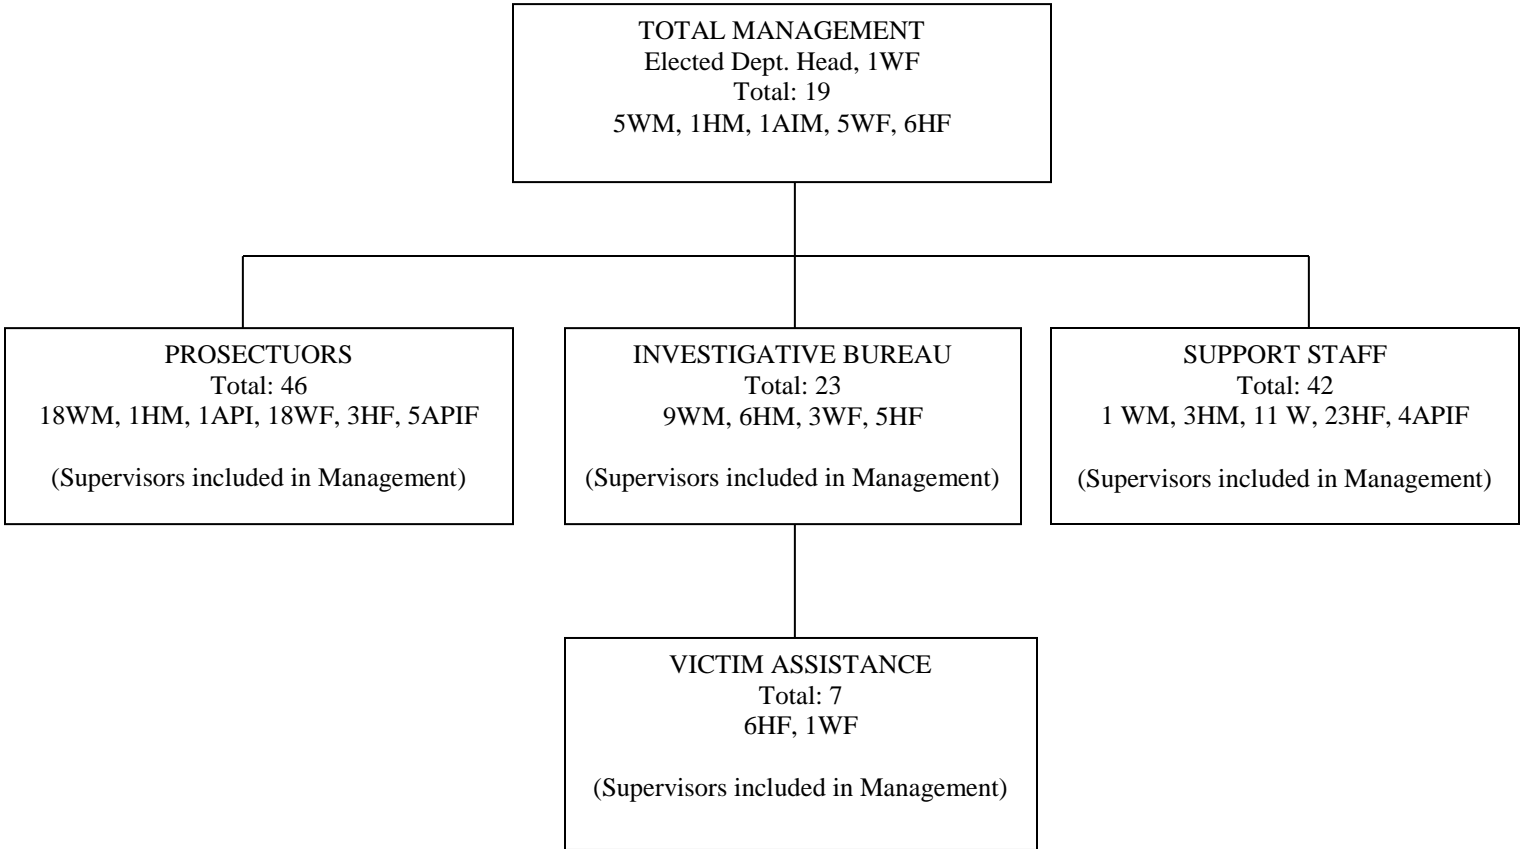 TOTAL MANAGEMENT
Elected Dept. Head, 1WF
Total: 19
5WM, 1HM, 1AIM, 5WF, 6HF
PROSECTUORS
Total: 46
18WM, 1HM, 1API, 18WF, 3HF, 5APIF
(Supervisors included in Management)
INVESTIGATIVE BUREAU
Total: 23
9WM, 6HM, 3WF, 5HF
(Supervisors included in Management)
SUPPORT STAFF
Total: 42
1 WM, 3HM, 11 W, 23HF, 4APIF
(Supervisors included in Management)
VICTIM ASSISTANCE
Total: 7
6HF, 1WF
(Supervisors included in Management)